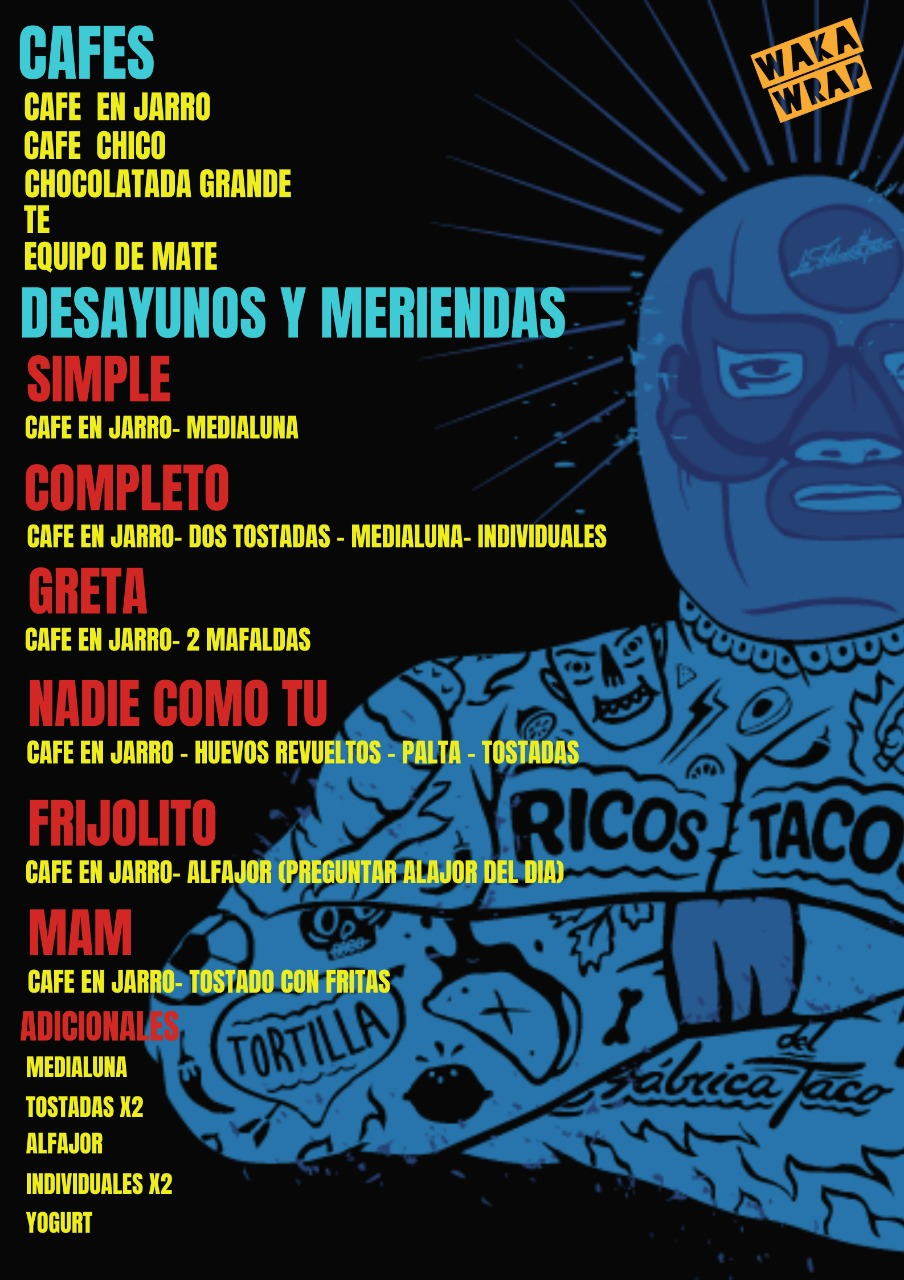 CAFES
WAKA
WRAP
CAFE EN JARRO
CAFE CHICO
CHOCOLATADA GRANDE
TE
EQUIPO DE MATE
DESAYUNOS Y MERIENDAS
SIMPLE
CAFE EN JARRO- MEDIALUNA
COMPLETO
CAFE EN JARRO- DOS TOSTADAS - MEDIALUNA- INDIVIDUALES
GRETA
CAFE EN JARRO- 2 MAFALDAS
NADIE COMO TU
CAFE EN JARRO - HUEVOS REVUELTOS - PALTA - TOSTADAS
RICOS TACO
FRIJOLITO
CAFE EN JARRO- ALFAJOR (PREGUNTAR ALAJOR DEL DIA)
MAM
CAFE EN JARRO- TOSTADO CON FRITAS
ADICIONALES
TORTILLA
del
Fábrica Taco
MEDIALUNA
TOSTADAS X2
ALFAJOR
INDIVIDUALES X2
YOGURT